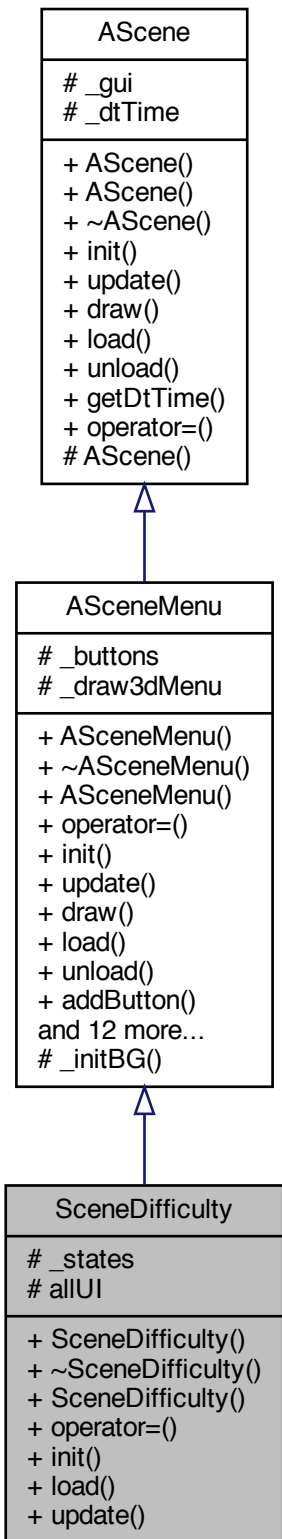 AScene
# _gui
# _dtTime
+ AScene()
+ AScene()
+ ~AScene()
+ init()
+ update()
+ draw()
+ load()
+ unload()
+ getDtTime()
+ operator=()
# AScene()
ASceneMenu
# _buttons
# _draw3dMenu
+ ASceneMenu()
+ ~ASceneMenu()
+ ASceneMenu()
+ operator=()
+ init()
+ update()
+ draw()
+ load()
+ unload()
+ addButton()
and 12 more...
# _initBG()
SceneDifficulty
# _states
# allUI
+ SceneDifficulty()
+ ~SceneDifficulty()
+ SceneDifficulty()
+ operator=()
+ init()
+ load()
+ update()